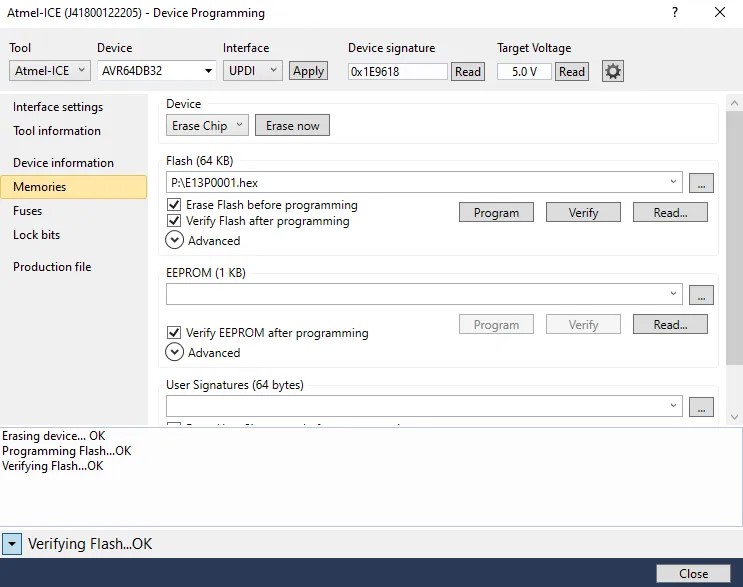 Atmel-ICE (J41800122205) - Device Programming
? 
Tool Device Interface Device signature Target Voltage
Atmel-ICE AVR64DB32 UPDI Apply 0x1E9618 Read 5.0 V Read
Interface settings
Tool information
Device information
Memories
Fuses
Lock bits
Production file
Device
Erase Chip Erase now
Flash (64 KB)
P:\E13P0001.hex ...
Erase Flash before programming
Verify Flash after programming
Program Verify Read...
Advanced
EEPROM (1 KB)
...
Program Verify Read...
Verify EEPROM after programming
Advanced
User Signatures (64 bytes)
...
Erasing device... OK
Programming Flash...OK
Verifying Flash...OK
Verifying Flash...OK
Close